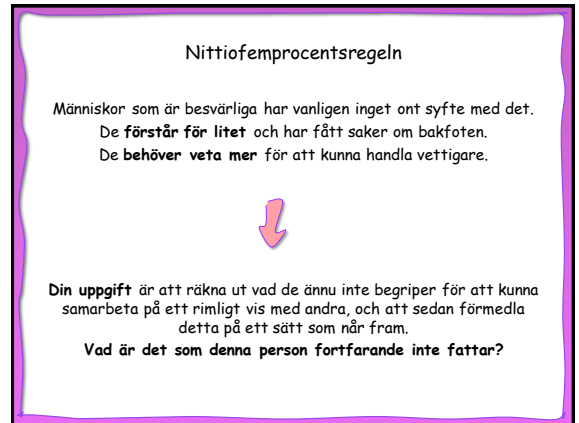 Nittiofemprocentsregeln
Människor som är besvärliga har vanligen inget ont syfte med det.
De förstår för litet och har fått saker om bakfoten.
De behöver veta mer för att kunna handla vettigare.
Din uppgift är att räkna ut vad de ännu inte begriper för att kunna
samarbeta på ett rimligt vis med andra, och att sedan förmedla
detta på ett sätt som når fram.
Vad är det som denna person fortfarande inte fattar?